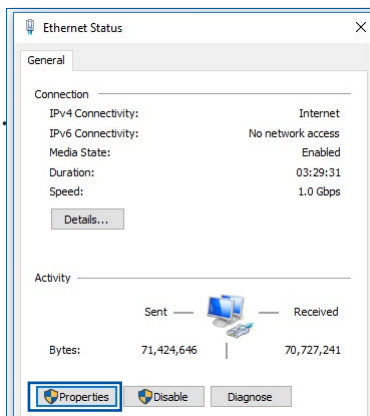 Ethernet Status
General
Connection
IPv4 Connectivity: Internet
IPv6 Connectivity: No network access
Media State: Enabled
Duration: 03:29:31
Speed: 1.0 Gbps
Details...
Activity
Sent — — Received
Bytes: 71,424,646 | 70,727,241
Properties Disable Diagnose